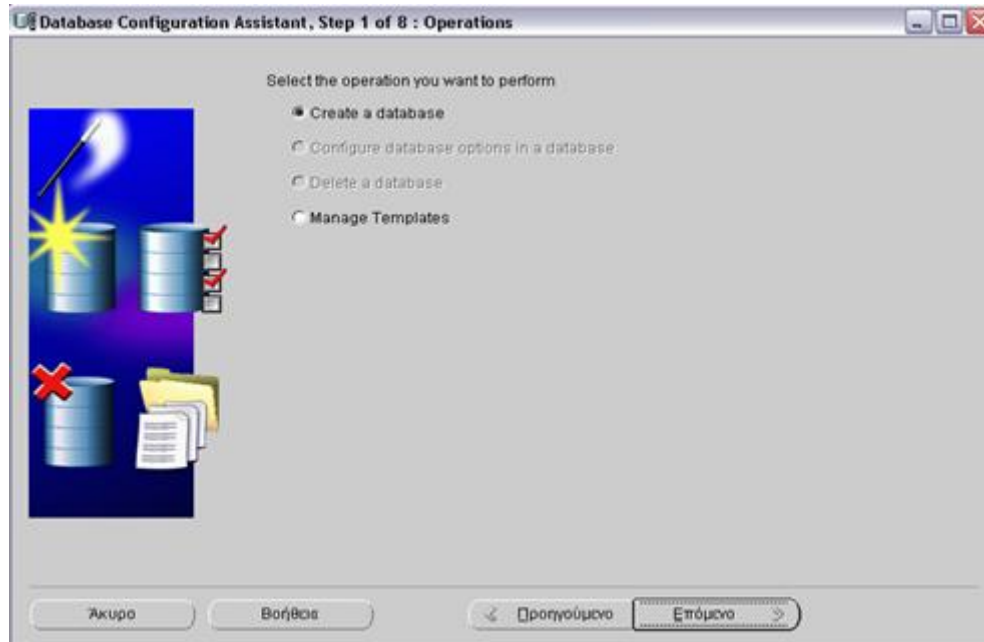 Database Configuration Assistant, Step 1 of 8 : Operations
Select the operation you want to perform
Create a database
Configure database options in a database
Delete a database
Manage Templates
Άκυρο
Βοήθεια
Προηγούμενο
Επόμενο